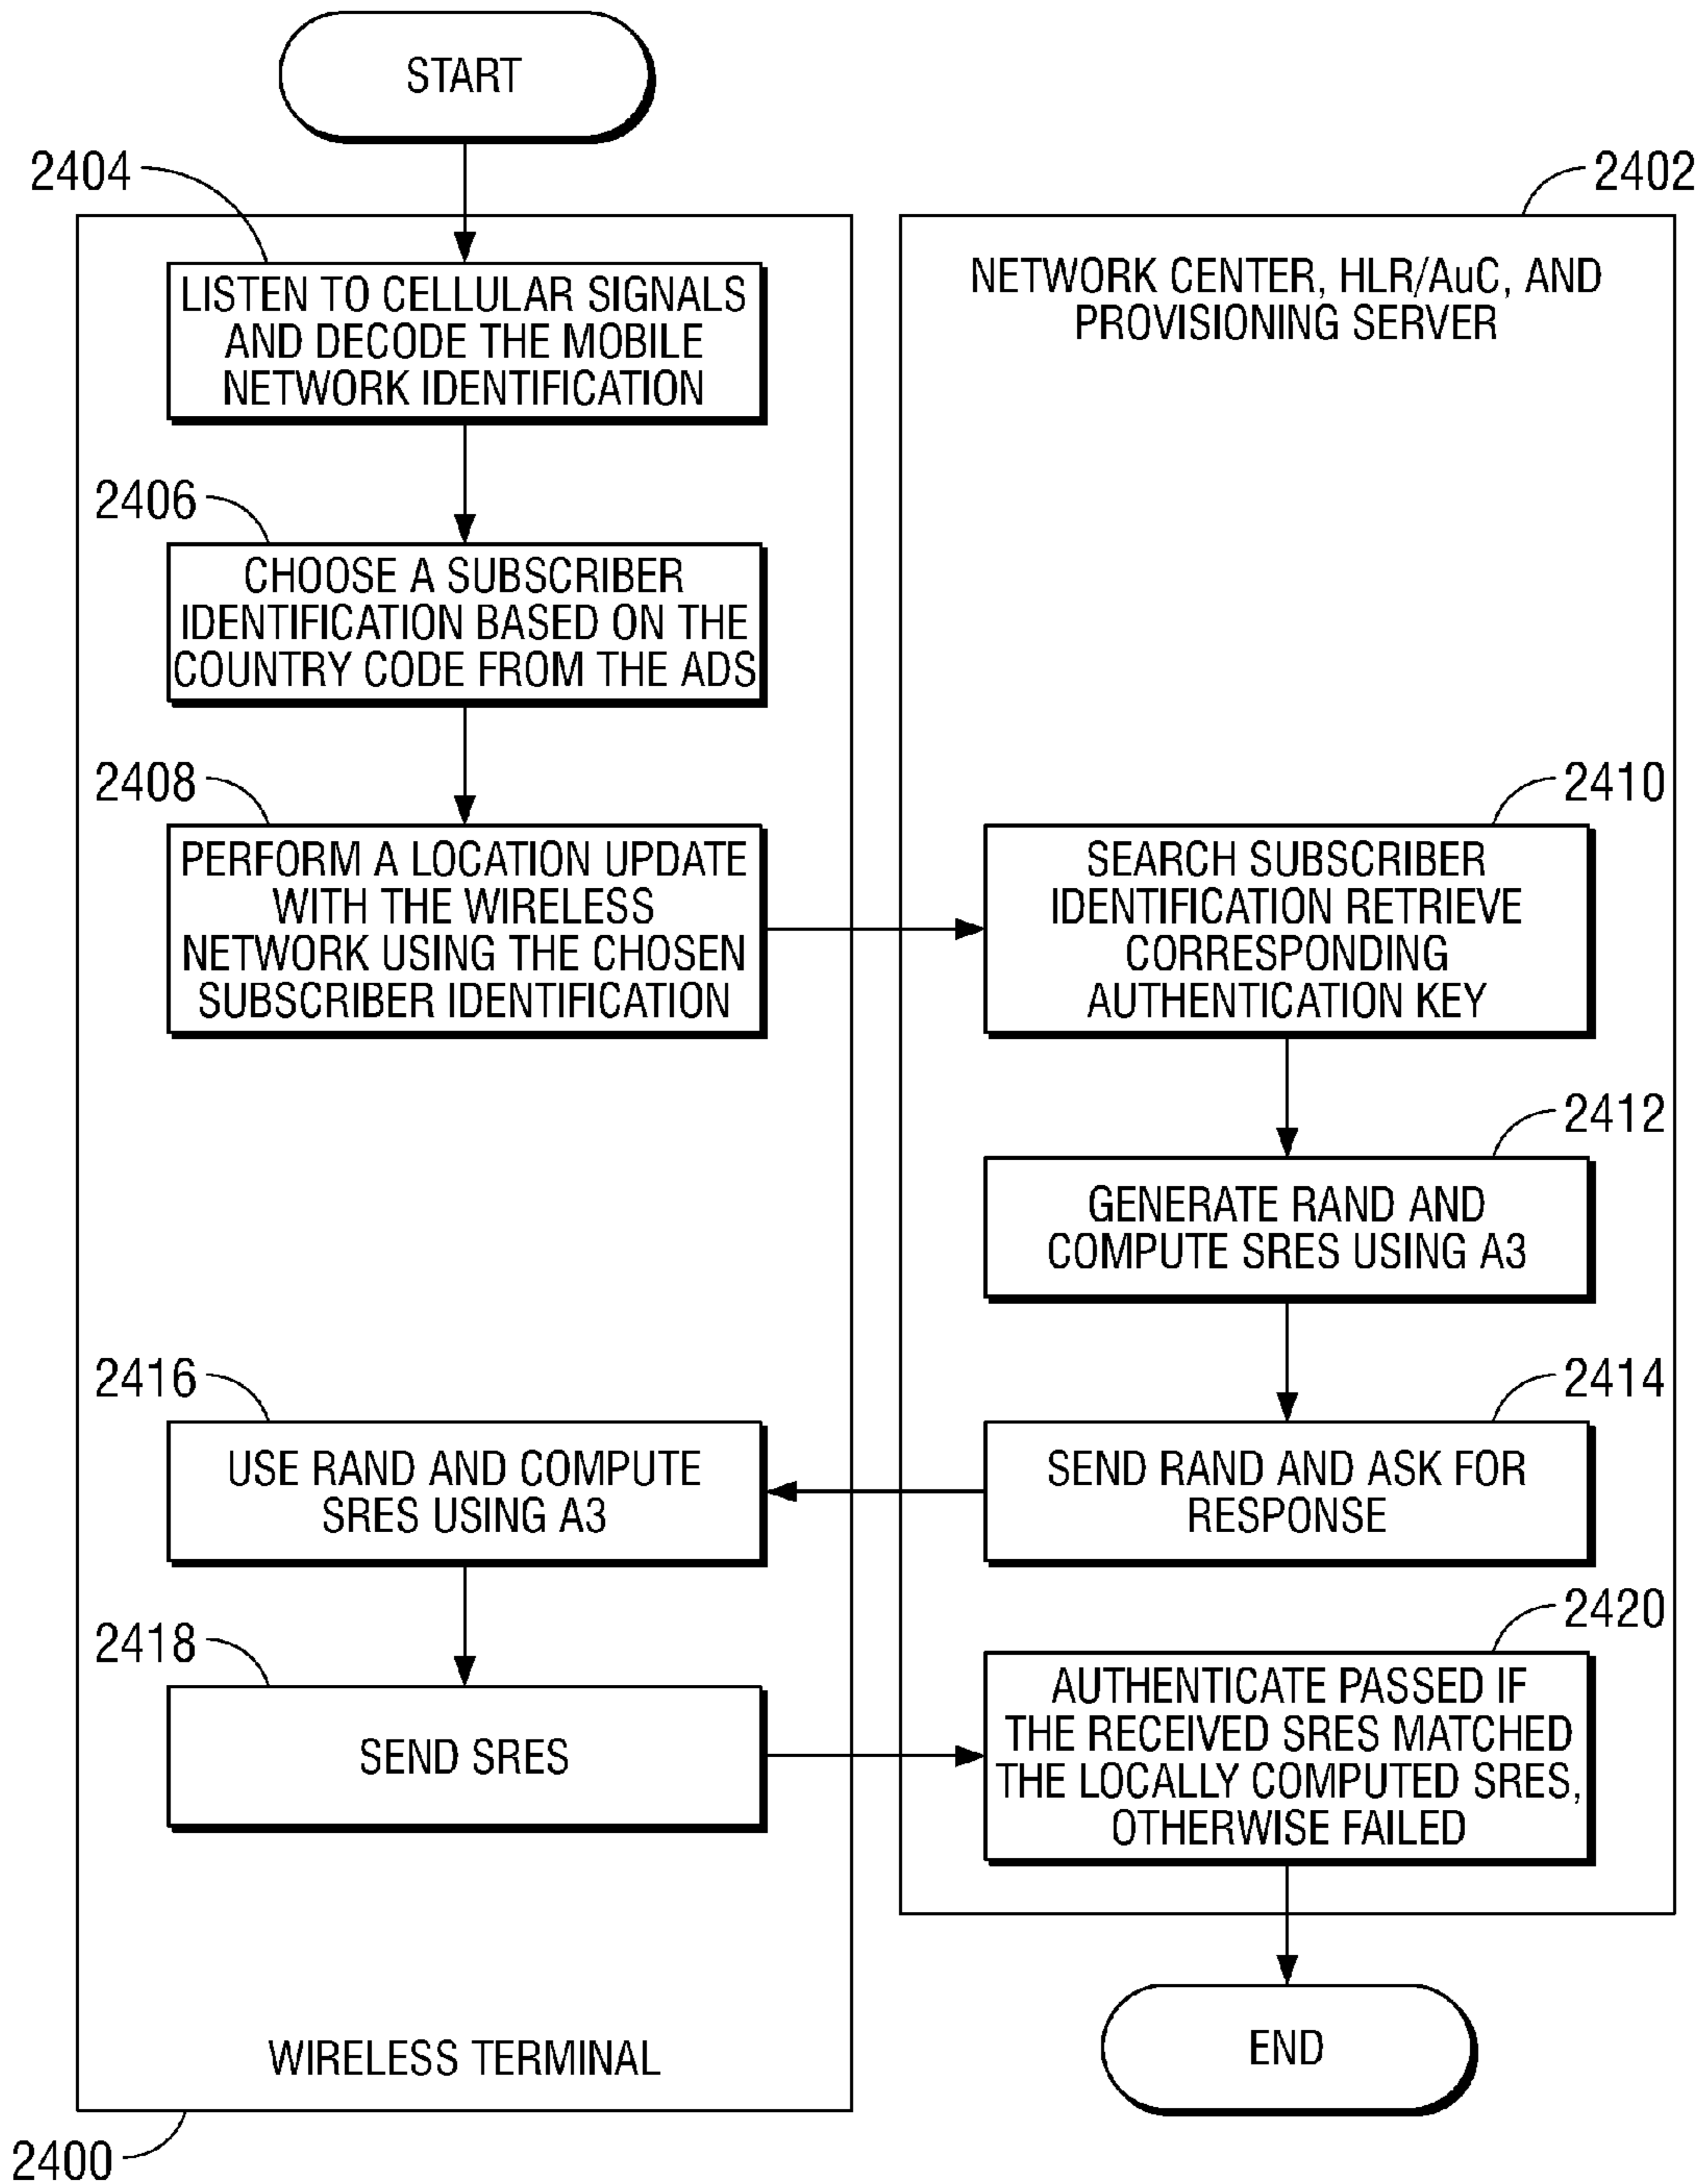 START
2404
2402
LISTEN TO CELLULAR SIGNALS
AND DECODE THE MOBILE
NETWORK IDENTIFICATION
NETWORK CENTER, HLR/AuC, AND
PROVISIONING SERVER
2406
CHOOSE A SUBSCRIBER
IDENTIFICATION BASED ON THE
COUNTRY CODE FROM THE ADS
2408
PERFORM A LOCATION UPDATE
WITH THE WIRELESS
NETWORK USING THE CHOSEN
SUBSCRIBER IDENTIFICATION
2410
SEARCH SUBSCRIBER
IDENTIFICATION RETRIEVE
CORRESPONDING
AUTHENTICATION KEY
2412
GENERATE RAND AND
COMPUTE SRES USING A3
2414
SEND RAND AND ASK FOR
RESPONSE
2416
USE RAND AND COMPUTE
SRES USING A3
2418
SEND SRES
2420
AUTHENTICATE PASSED IF
THE RECEIVED SRES MATCHED
THE LOCALLY COMPUTED SRES,
OTHERWISE FAILED
END
WIRELESS TERMINAL
2400